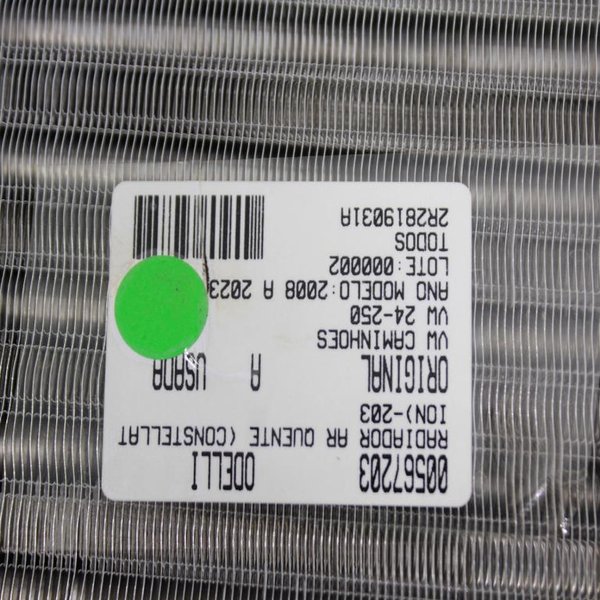 00567203 ODELLI
RADIADOR AR QUENTE (CONSTELLAT
ION)-203
ORIGINAL A USADA
VW CAMINHOES
VW 24-250
ANO MODELO:2008 A 2023
LOTE:000002
TODOS
2R2819031A